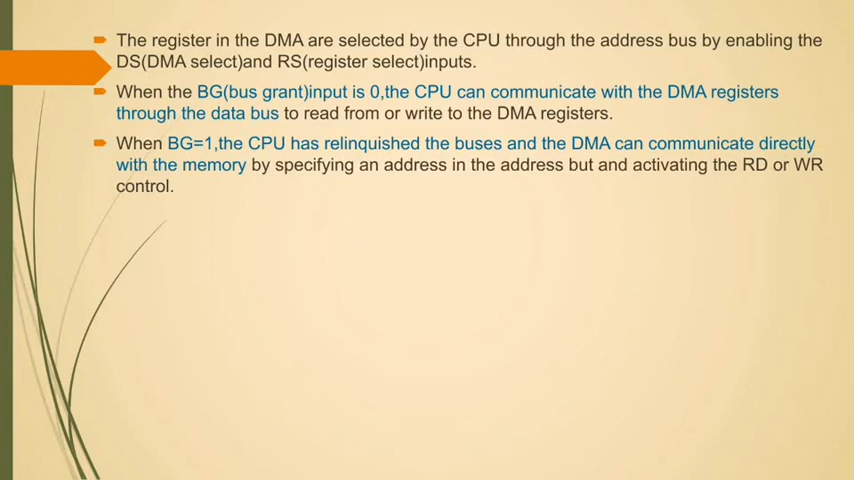 The register in the DMA are selected by the CPU through the address bus by enabling the
DS(DMA select)and RS(register select)inputs.
When the BG(bus grant)input is 0,the CPU can communicate with the DMA registers
through the data bus to read from or write to the DMA registers.
When BG=1,the CPU has relinquished the buses and the DMA can communicate directly
with the memory by specifying an address in the address but and activating the RD or WR
control.